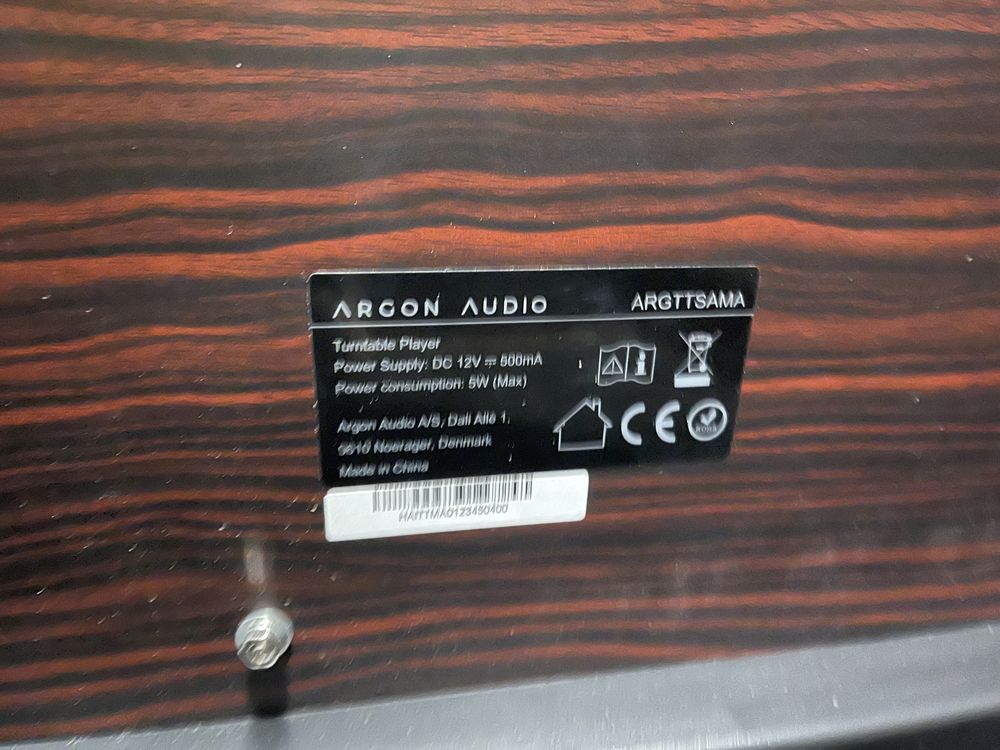 ARGON AUDIO ARGTTSAMA
Turntable Player
Power Supply: DC 12V ⎓ 500mA
Power consumption: 5W (Max)
Argon Audio A/S, Dali Allé 1,
9610 Noerager, Denmark
Made in China
CE RoHS
HAITTMA0123450400